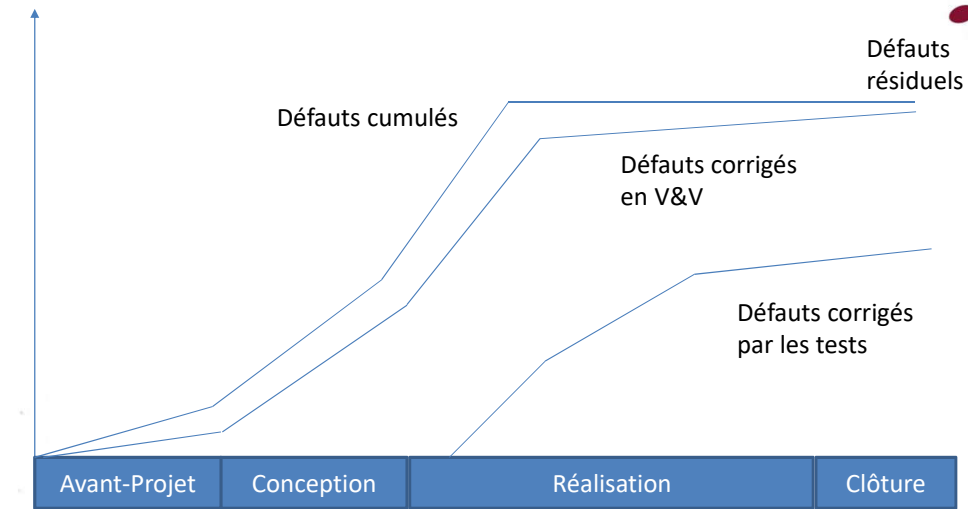 Défauts
résiduels
Défauts cumulés
Défauts corrigés
en V&V
Défauts corrigés
par les tests
Avant-Projet
Conception
Réalisation
Clôture